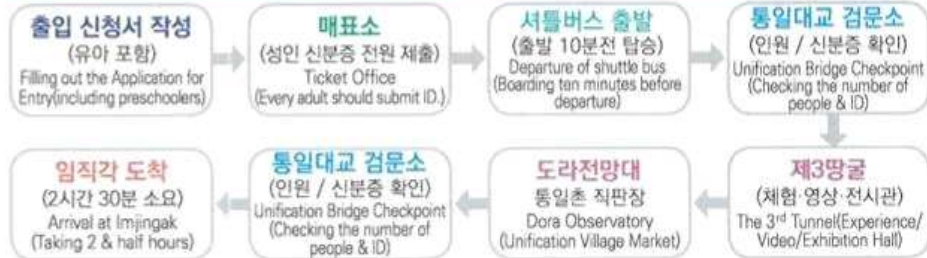 출입 신청서 작성
(유아 포함)
Filling out the Application for
Entry(including preschoolers)
매표소
(성인 신분증 전원 제출)
Ticket Office
(Every adult should submit ID.)
셔틀버스 출발
(출발 10분전 탑승)
Departure of shuttle bus
(Boarding ten minutes before
departure)
통일대교 검문소
(인원 / 신분증 확인)
Unification Bridge Checkpoint
(Checking the number of
people & ID)
제3땅굴
(체험·영상·전시관)
The 3rd Tunnel(Experience/
Video/Exhibition Hall)
도라전망대
통일촌 직판장
Dora Observatory
(Unification Village Market)
통일대교 검문소
(인원 / 신분증 확인)
Unification Bridge Checkpoint
(Checking the number of
people & ID)
임직각 도착
(2시간 30분 소요)
Arrival at Imjingak
(Taking 2 & half hours)